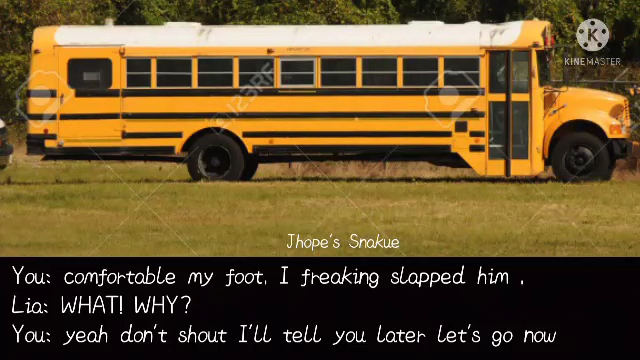 KINEMASTER
123RF
Jhope's Snakue
You: comfortable my foot, I freaking slapped him .
Lia: WHAT! WHY?
You: yeah don't shout I'll tell you later let's go now